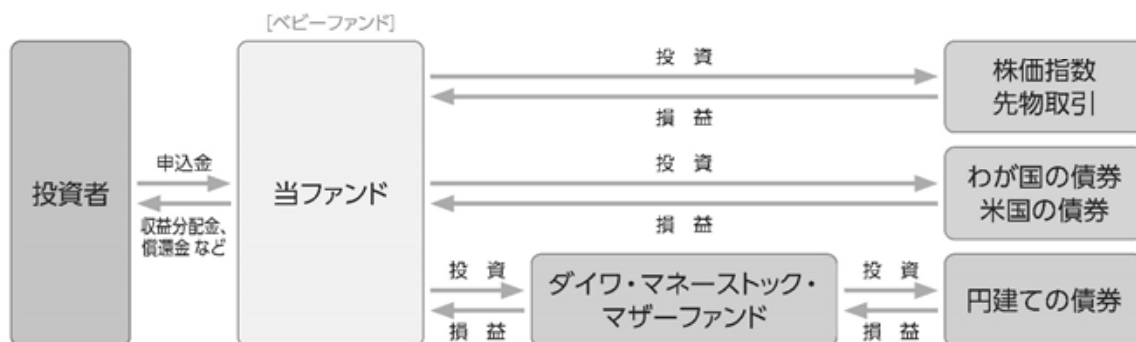 [ベビーファンド]
投資者
申込金
収益分配金、
償還金 など
当ファンド
投 資
損 益
株価指数
先物取引
投 資
損 益
わが国の債券
米国の債券
投 資
損 益
ダイワ・マネーストック・
マザーファンド
投 資
損 益
円建ての債券